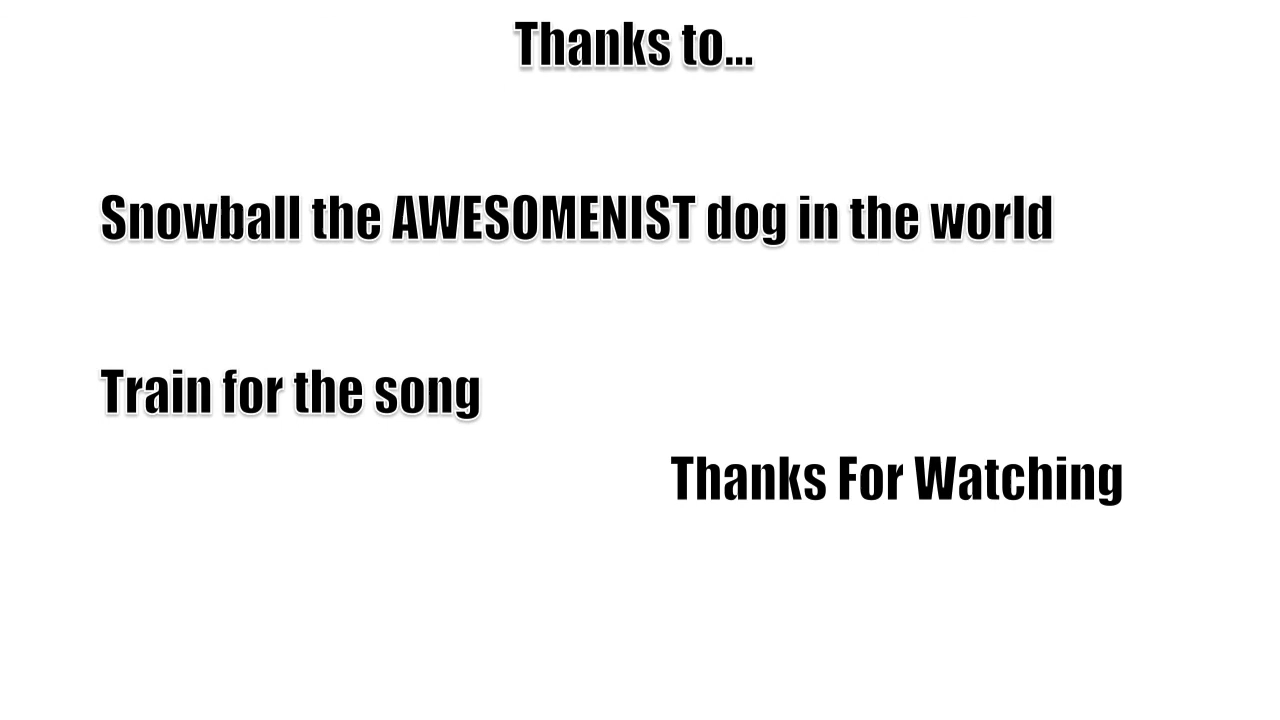 Thanks to...
Snowball the AWESOMENIST dog in the world
Train for the song
Thanks For Watching